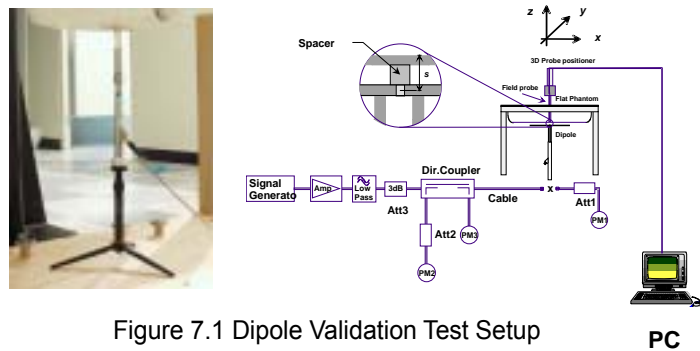 z
y
x
Spacer
s
3D Probe positioner
Field probe
Flat Phantom
Dipole
Signal
Generato
Amp
Low
Pass
3dB
Att3
Dir.Coupler
Cable
x
Att1
PM1
Att2
PM3
PM2
Figure 7.1 Dipole Validation Test Setup
PC